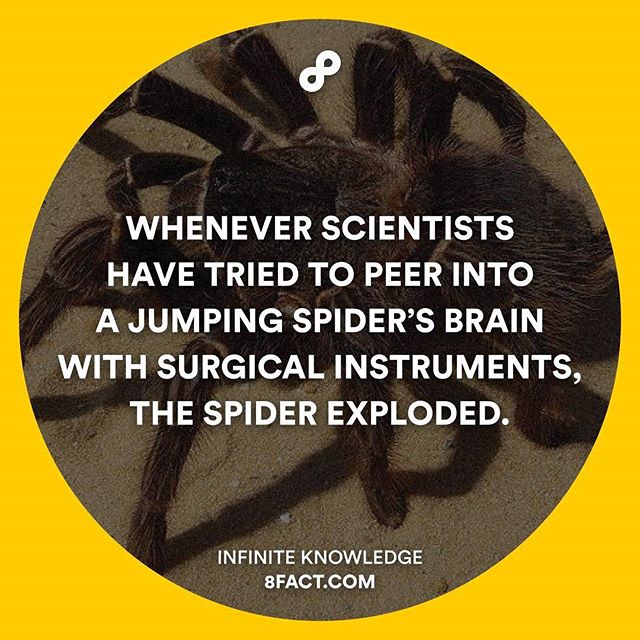 WHENEVER SCIENTISTS
HAVE TRIED TO PEER INTO
A JUMPING SPIDER'S BRAIN
WITH SURGICAL INSTRUMENTS,
THE SPIDER EXPLODED.
INFINITE KNOWLEDGE
8FACT.COM